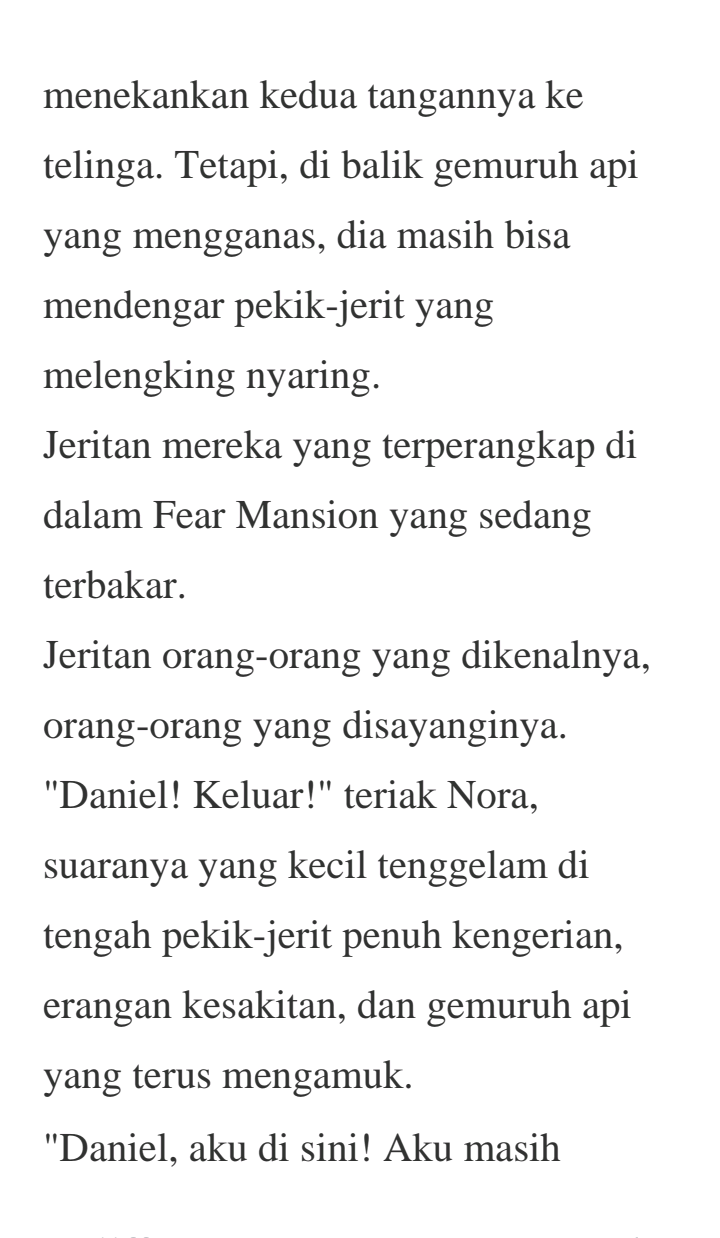 menekankan kedua tangannya ke
telinga. Tetapi, di balik gemuruh api
yang mengganas, dia masih bisa
mendengar pekik-jerit yang
melengking nyaring.
Jeritan mereka yang terperangkap di
dalam Fear Mansion yang sedang
terbakar.
Jeritan orang-orang yang dikenalnya,
orang-orang yang disayanginya.
"Daniel! Keluar!" teriak Nora,
suaranya yang kecil tenggelam di
tengah pekik-jerit penuh kengerian,
erangan kesakitan, dan gemuruh api
yang terus mengamuk.
"Daniel, aku di sini! Aku masih